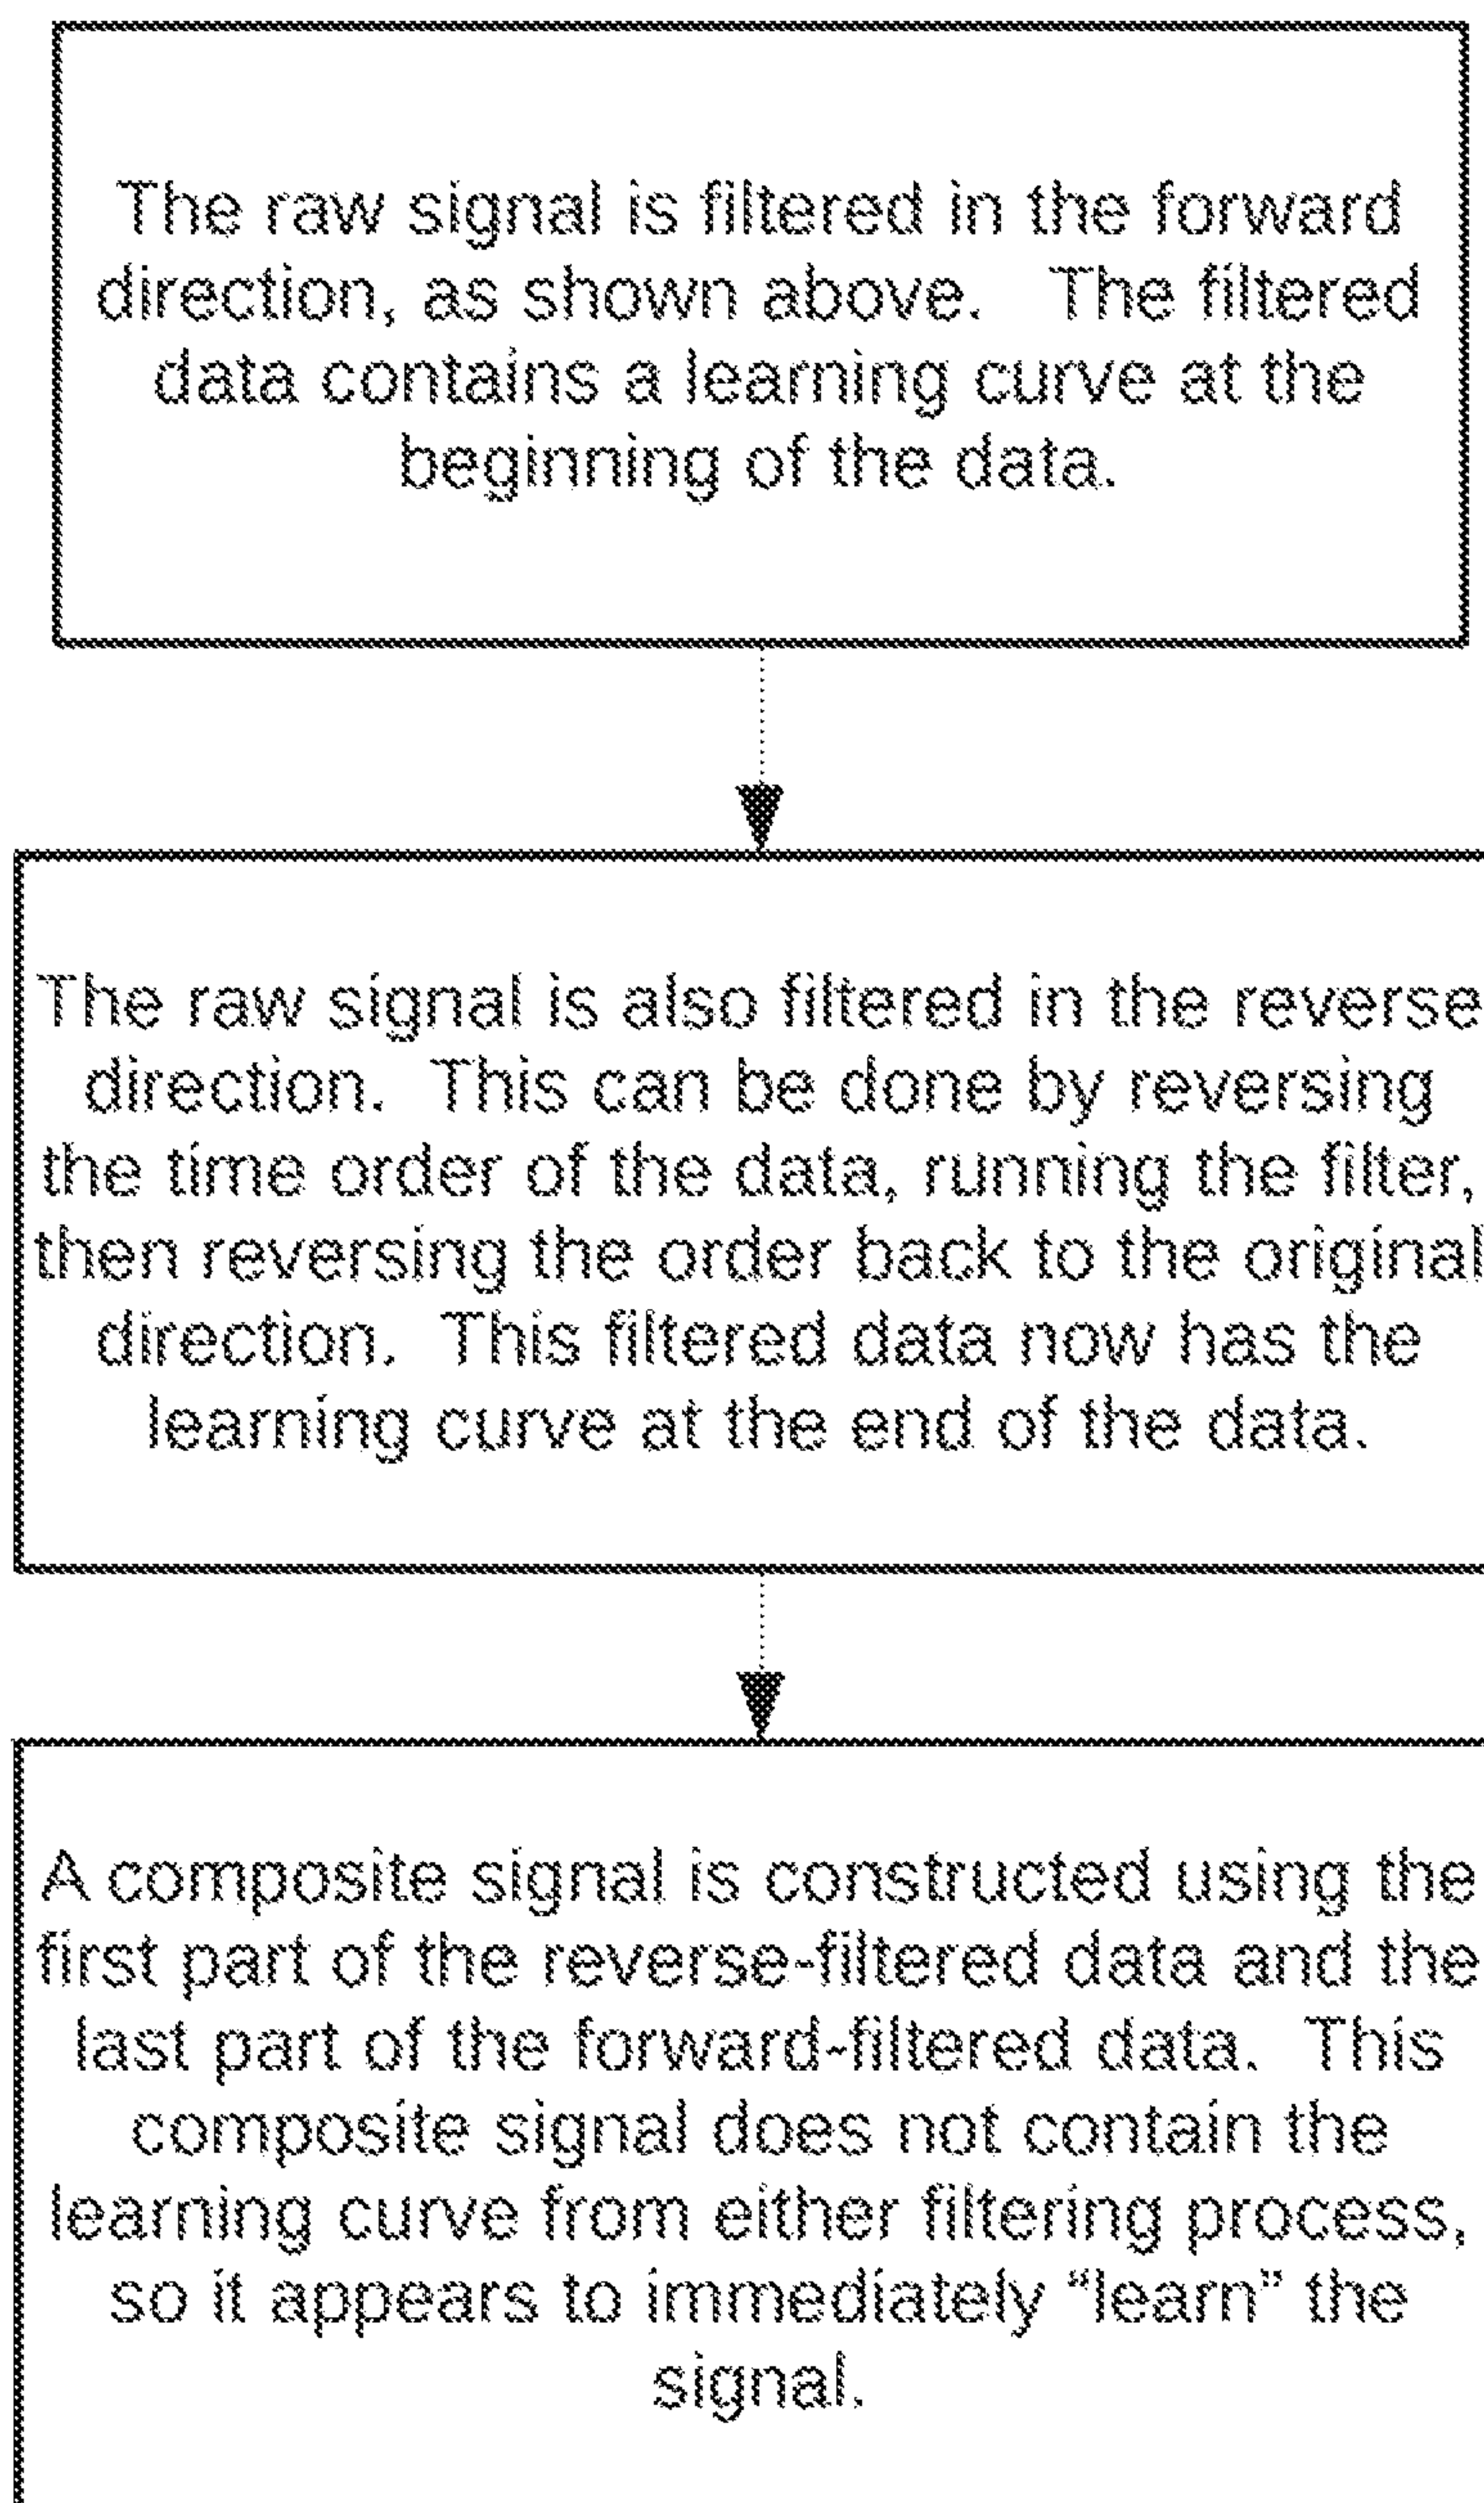 The raw signal is filtered in the forward
direction, as shown above.   The filtered
data contains a learning curve at the
beginning of the data.
The raw signal is also filtered in the reverse
direction.  This can be done by reversing
the time order of the data, running the filter,
then reversing the order back to the original
direction.  This filtered data now has the
learning curve at the end of the data.
A composite signal is constructed using the
first part of the reverse-filtered data and the
last part of the forward-filtered data.  This
composite signal does not contain the
learning curve from either filtering process,
so it appears to immediately “learn” the
signal.